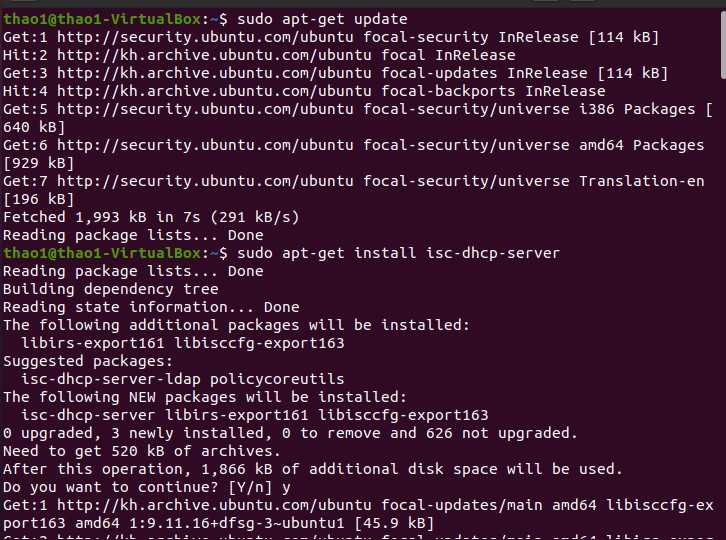 thao1@thao1-VirtualBox:~$ sudo apt-get update
Get:1 http://security.ubuntu.com/ubuntu focal-security InRelease [114 kB]
Hit:2 http://kh.archive.ubuntu.com/ubuntu focal InRelease
Get:3 http://kh.archive.ubuntu.com/ubuntu focal-updates InRelease [114 kB]
Hit:4 http://kh.archive.ubuntu.com/ubuntu focal-backports InRelease
Get:5 http://security.ubuntu.com/ubuntu focal-security/universe i386 Packages [
640 kB]
Get:6 http://security.ubuntu.com/ubuntu focal-security/universe amd64 Packages
[929 kB]
Get:7 http://security.ubuntu.com/ubuntu focal-security/universe Translation-en
[196 kB]
Fetched 1,993 kB in 7s (291 kB/s)
Reading package lists... Done
thao1@thao1-VirtualBox:~$ sudo apt-get install isc-dhcp-server
Reading package lists... Done
Building dependency tree
Reading state information... Done
The following additional packages will be installed:
  libirs-export161 libisccfg-export163
Suggested packages:
  isc-dhcp-server-ldap policycoreutils
The following NEW packages will be installed:
  isc-dhcp-server libirs-export161 libisccfg-export163
0 upgraded, 3 newly installed, 0 to remove and 626 not upgraded.
Need to get 520 kB of archives.
After this operation, 1,866 kB of additional disk space will be used.
Do you want to continue? [Y/n] y
Get:1 http://kh.archive.ubuntu.com/ubuntu focal-updates/main amd64 libisccfg-ex
port163 amd64 1:9.11.16+dfsg-3~ubuntu1 [45.9 kB]